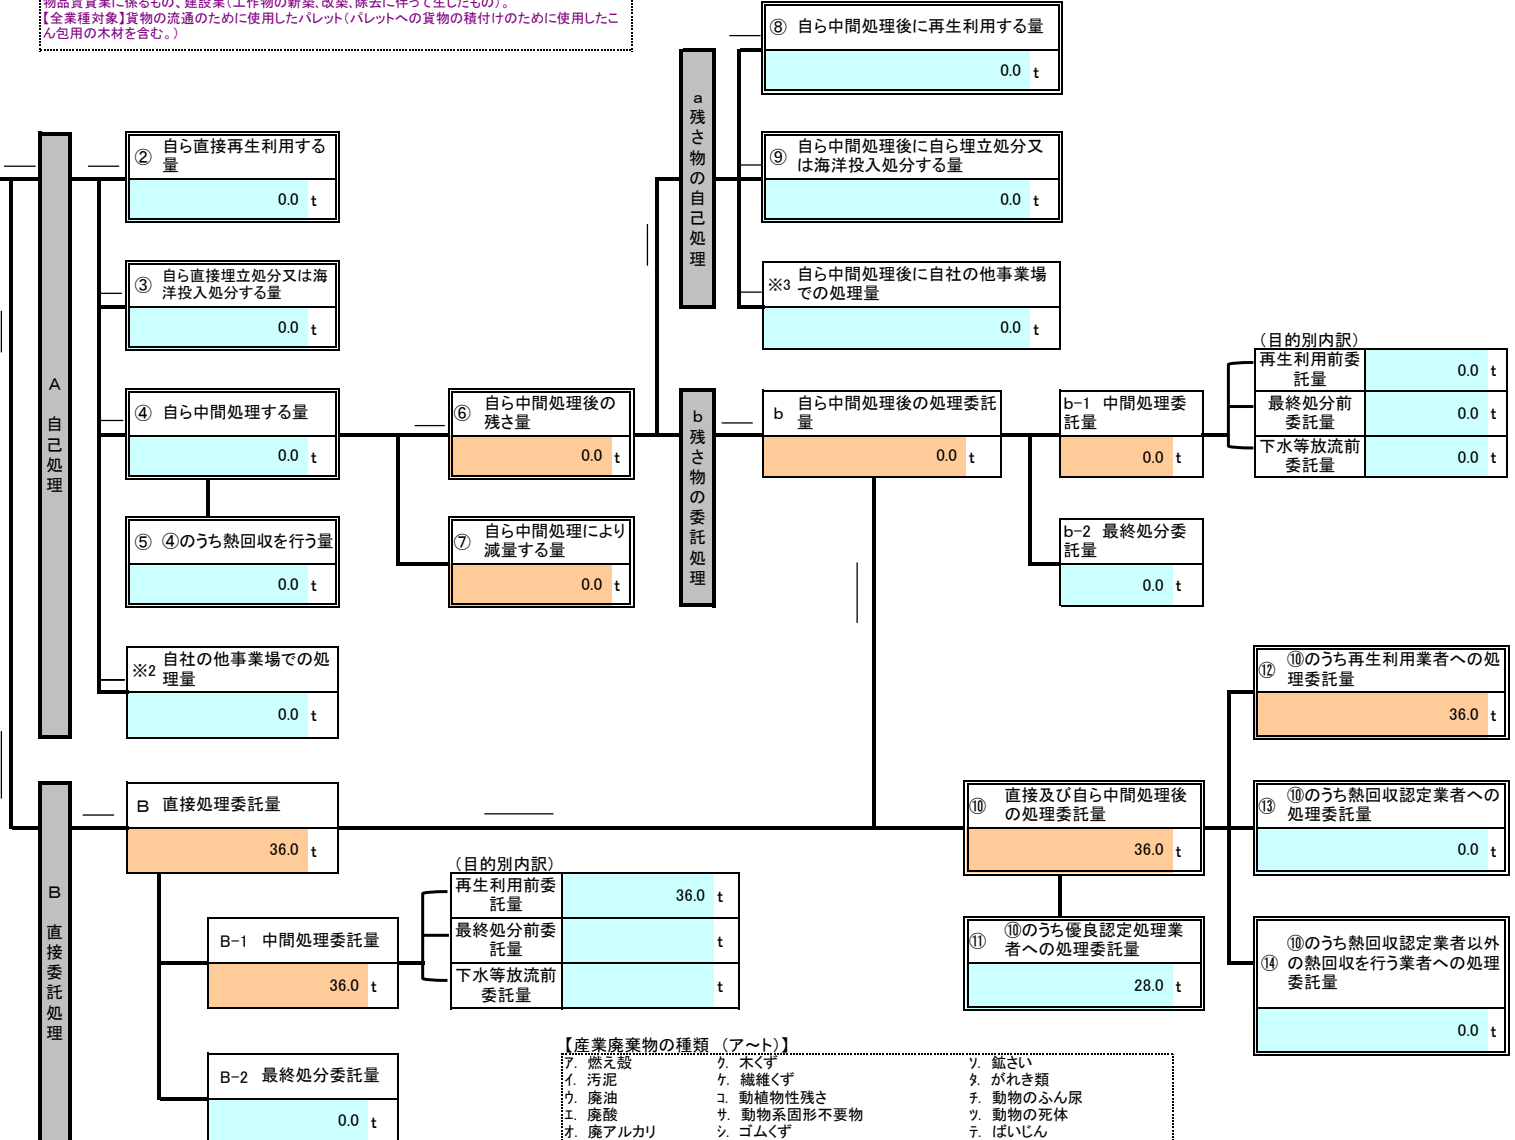 物品賃貸業に係るもの、建設業(工作物の新築、改築、除去に伴って生じたもの)。
【全業種対象】貨物の流通のために使用したパレット(パレットへの貨物の積付けのために使用したこ
ん包用の木材を含む。)
⑧ 自ら中間処理後に再生利用する量
0.0 t
a 残さ物の自己処理
② 自ら直接再生利用する
量
0.0 t
⑨ 自ら中間処理後に自ら埋立処分又
は海洋投入処分する量
0.0 t
③ 自ら直接埋立処分又は海
洋投入処分する量
0.0 t
※3 自ら中間処理後に自社の他事業場
での処理量
0.0 t
A 自己処理
④ 自ら中間処理する量
0.0 t
⑥ 自ら中間処理後の
残さ量
0.0 t
b 残さ物の委託処理
b 自ら中間処理後の処理委託
量
0.0 t
b-1 中間処理委
託量
0.0 t
(目的別内訳)
再生利用前委
託量
0.0 t
最終処分前
委託量
0.0 t
下水等放流前
委託量
0.0 t
⑤ ④のうち熱回収を行う量
0.0 t
⑦ 自ら中間処理により
減量する量
0.0 t
b-2 最終処分委
託量
0.0 t
※2 自社の他事業場での処
理量
0.0 t
⑫ ⑩のうち再生利用業者への処
理委託量
36.0 t
B 直接委託処理
B 直接処理委託量
36.0 t
⑩ 直接及び自ら中間処理後
の処理委託量
36.0 t
⑬ ⑩のうち熱回収認定業者への
処理委託量
0.0 t
(目的別内訳)
再生利用前委
託量
36.0 t
最終処分前委
託量
t
下水等放流前
委託量
t
B-1 中間処理委託量
36.0 t
⑪ ⑩のうち優良認定処理業
者への処理委託量
28.0 t
⑭ ⑩のうち熱回収認定業者以外
の熱回収を行う業者への処理
委託量
0.0 t
B-2 最終処分委託量
0.0 t
【産業廃棄物の種類 (ア~ト)】
ア. 燃え殻 ク. 木くず ソ. 鉱さい
イ. 汚泥 ケ. 繊維くず タ. がれき類
ウ. 廃油 コ. 動植物性残さ チ. 動物のふん尿
エ. 廃酸 サ. 動物系固形不要物 ツ. 動物の死体
オ. 廃アルカリ シ. ゴムくず テ. ばいじん